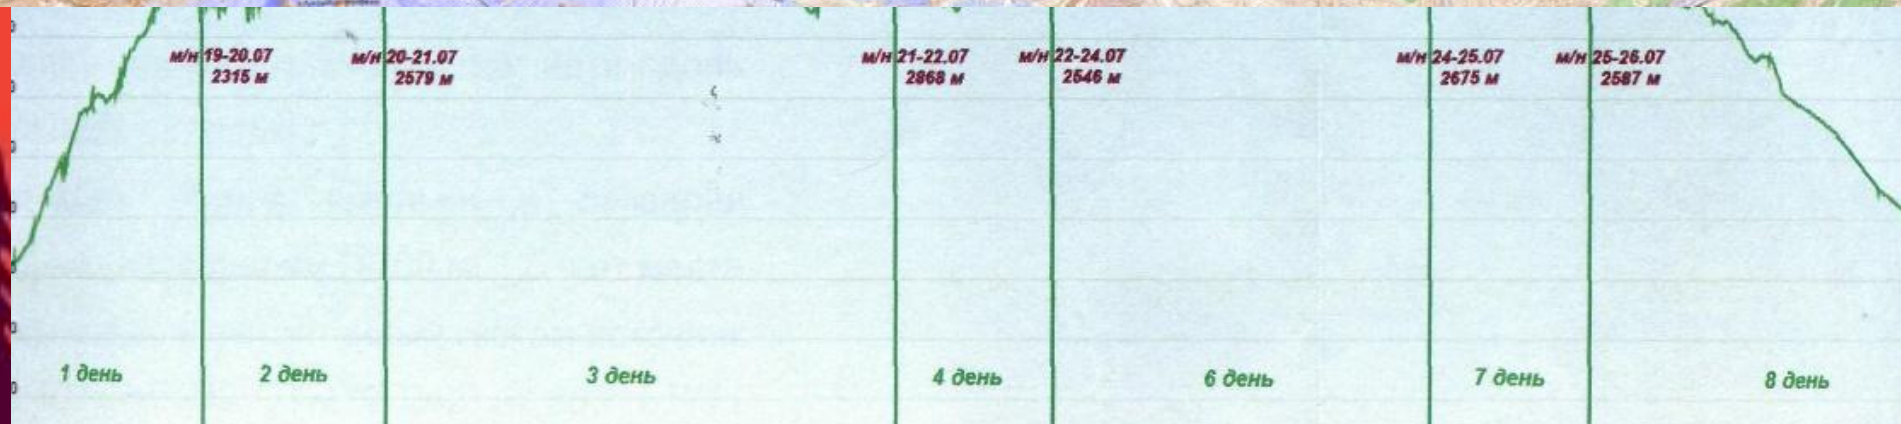 м/н 19-20.07
2315 м
м/н 20-21.07
2579 м
м/н 21-22.07
2868 м
м/н 22-24.07
2546 м
м/н 24-25.07
2675 м
м/н 25-26.07
2587 м
1 день
2 день
3 день
4 день
6 день
7 день
8 день